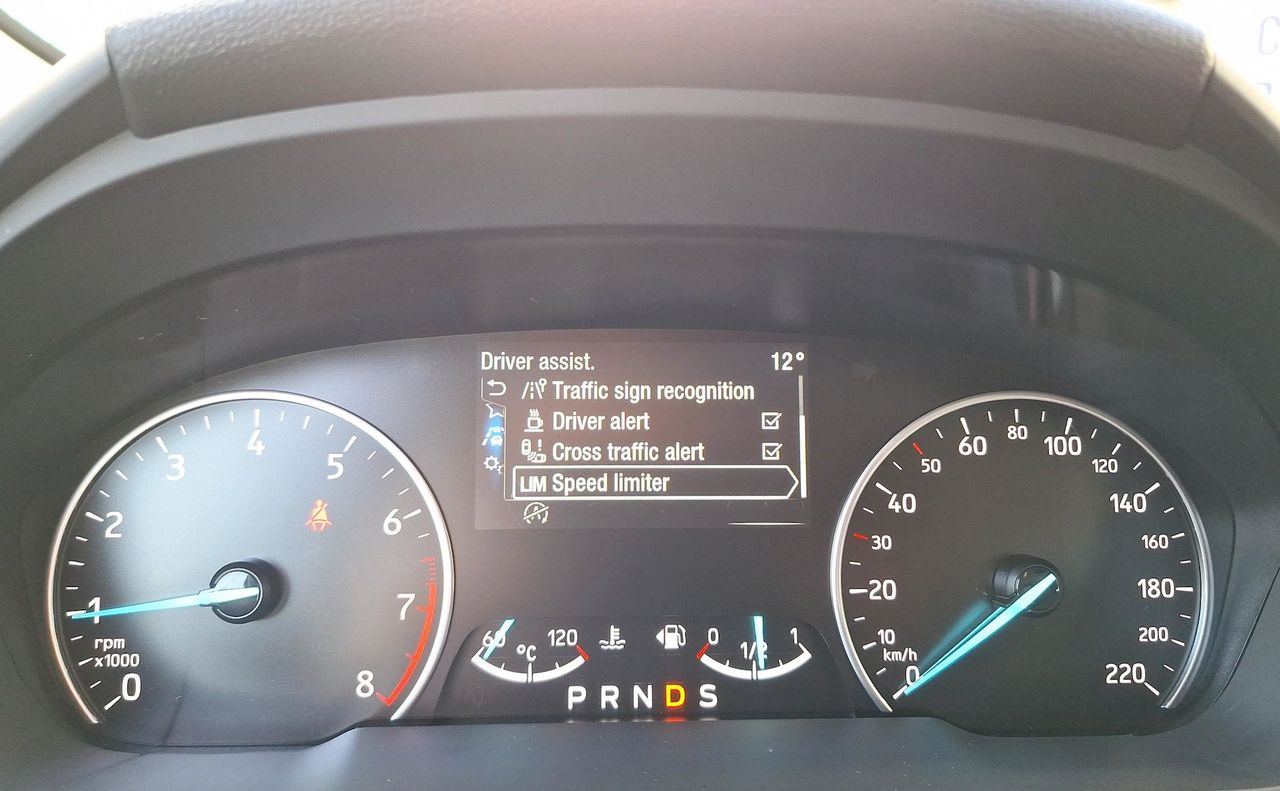 Driver assist. 12°
Traffic sign recognition
Driver alert
Cross traffic alert
LIM Speed limiter
0
1
2
3
4
5
6
7
8
rpm
x1000
60 120
°C
0 1/2 1
P R N D S
0
10
20
30
40
50
60
80
100
120
140
160
180
200
220
km/h